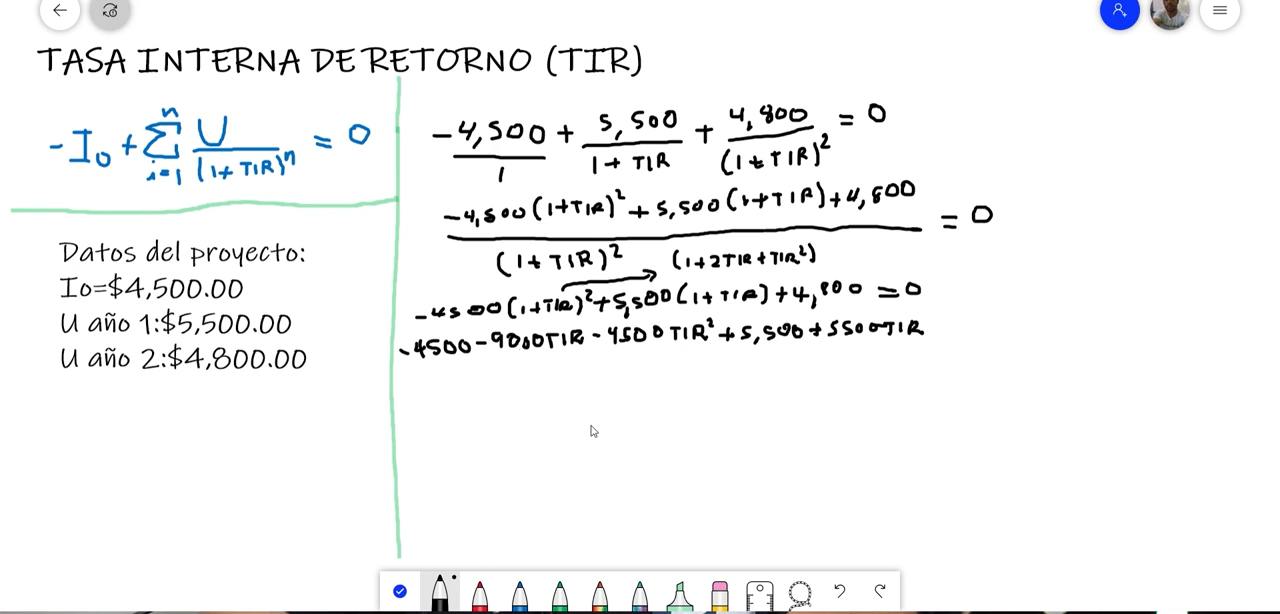 TASA INTERNA DE RETORNO (TIR)
-I₀ + ∑ⁿᵢ₌₁ U/(1+TIR)ⁿ = 0
Datos del proyecto:
Io=$4,500.00
U año 1:$5,500.00
U año 2:$4,800.00
-4,500/1 + 5,500/1+TIR + 4,800/(1+TIR)² = 0
-4,500(1+TIR)² + 5,500(1+TIR)+4,800/(1+TIR)² = 0
(1+2TIR+TIR²)
-4500(1+TIR)²+5,500(1+TIR)+4,800 = 0
-4500-9000TIR-4500TIR²+5,500+5500TIR